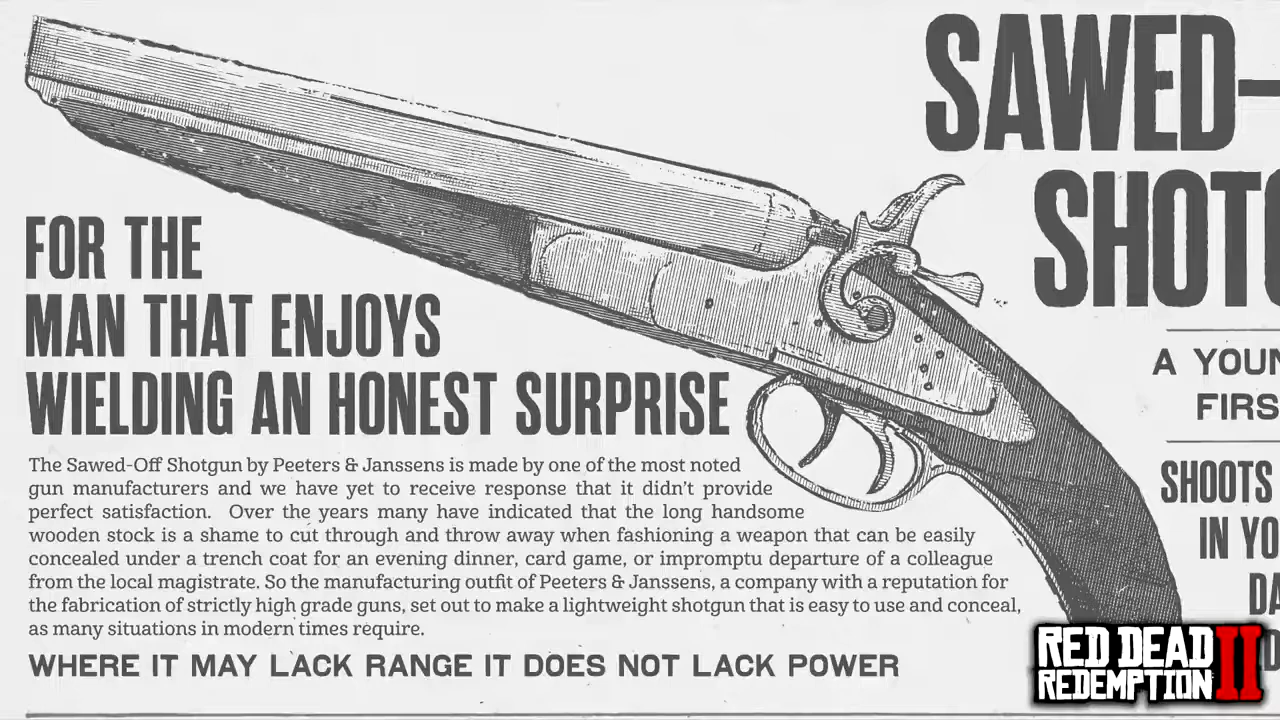 SAWED-
SHOTG
FOR THE
MAN THAT ENJOYS
WIELDING AN HONEST SURPRISE
The Sawed-Off Shotgun by Peeters & Janssens is made by one of the most noted
gun manufacturers and we have yet to receive response that it didn't provide
perfect satisfaction. Over the years many have indicated that the long handsome
wooden stock is a shame to cut through and throw away when fashioning a weapon that can be easily
concealed under a trench coat for an evening dinner, card game, or impromptu departure of a colleague
from the local magistrate. So the manufacturing outfit of Peeters & Janssens, a company with a reputation for
the fabrication of strictly high grade guns, set out to make a lightweight shotgun that is easy to use and conceal,
as many situations in modern times require.
WHERE IT MAY LACK RANGE IT DOES NOT LACK POWER
A YOUN
FIRS
SHOOTS
IN YO
DA
RED DEAD
REDEMPTION II